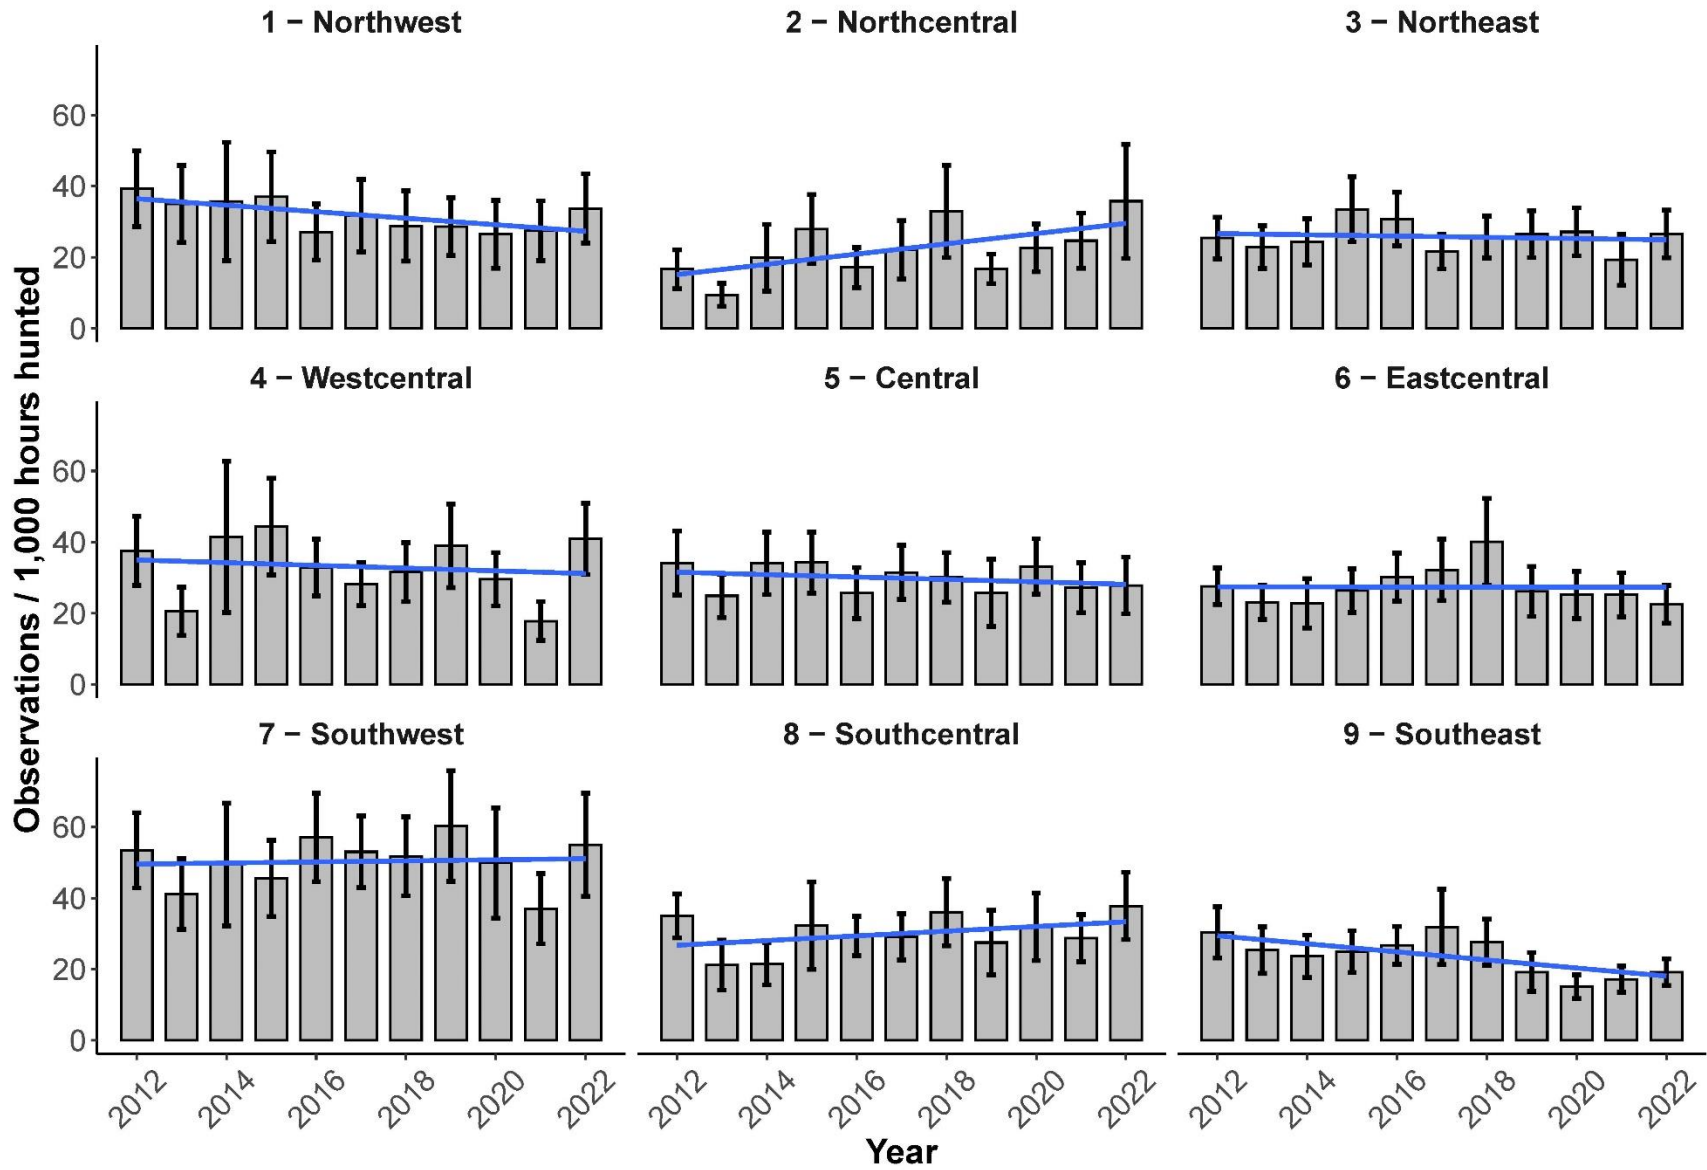 1 − Northwest
2 − Northcentral
3 − Northeast
60
40
20
0
4 − Westcentral
5 − Central
6 − Eastcentral
60
40
20
0
7 − Southwest
8 − Southcentral
9 − Southeast
60
40
20
0
Observations / 1,000 hours hunted
2012 2014 2016 2018 2020 2022
2012 2014 2016 2018 2020 2022
2012 2014 2016 2018 2020 2022
Year